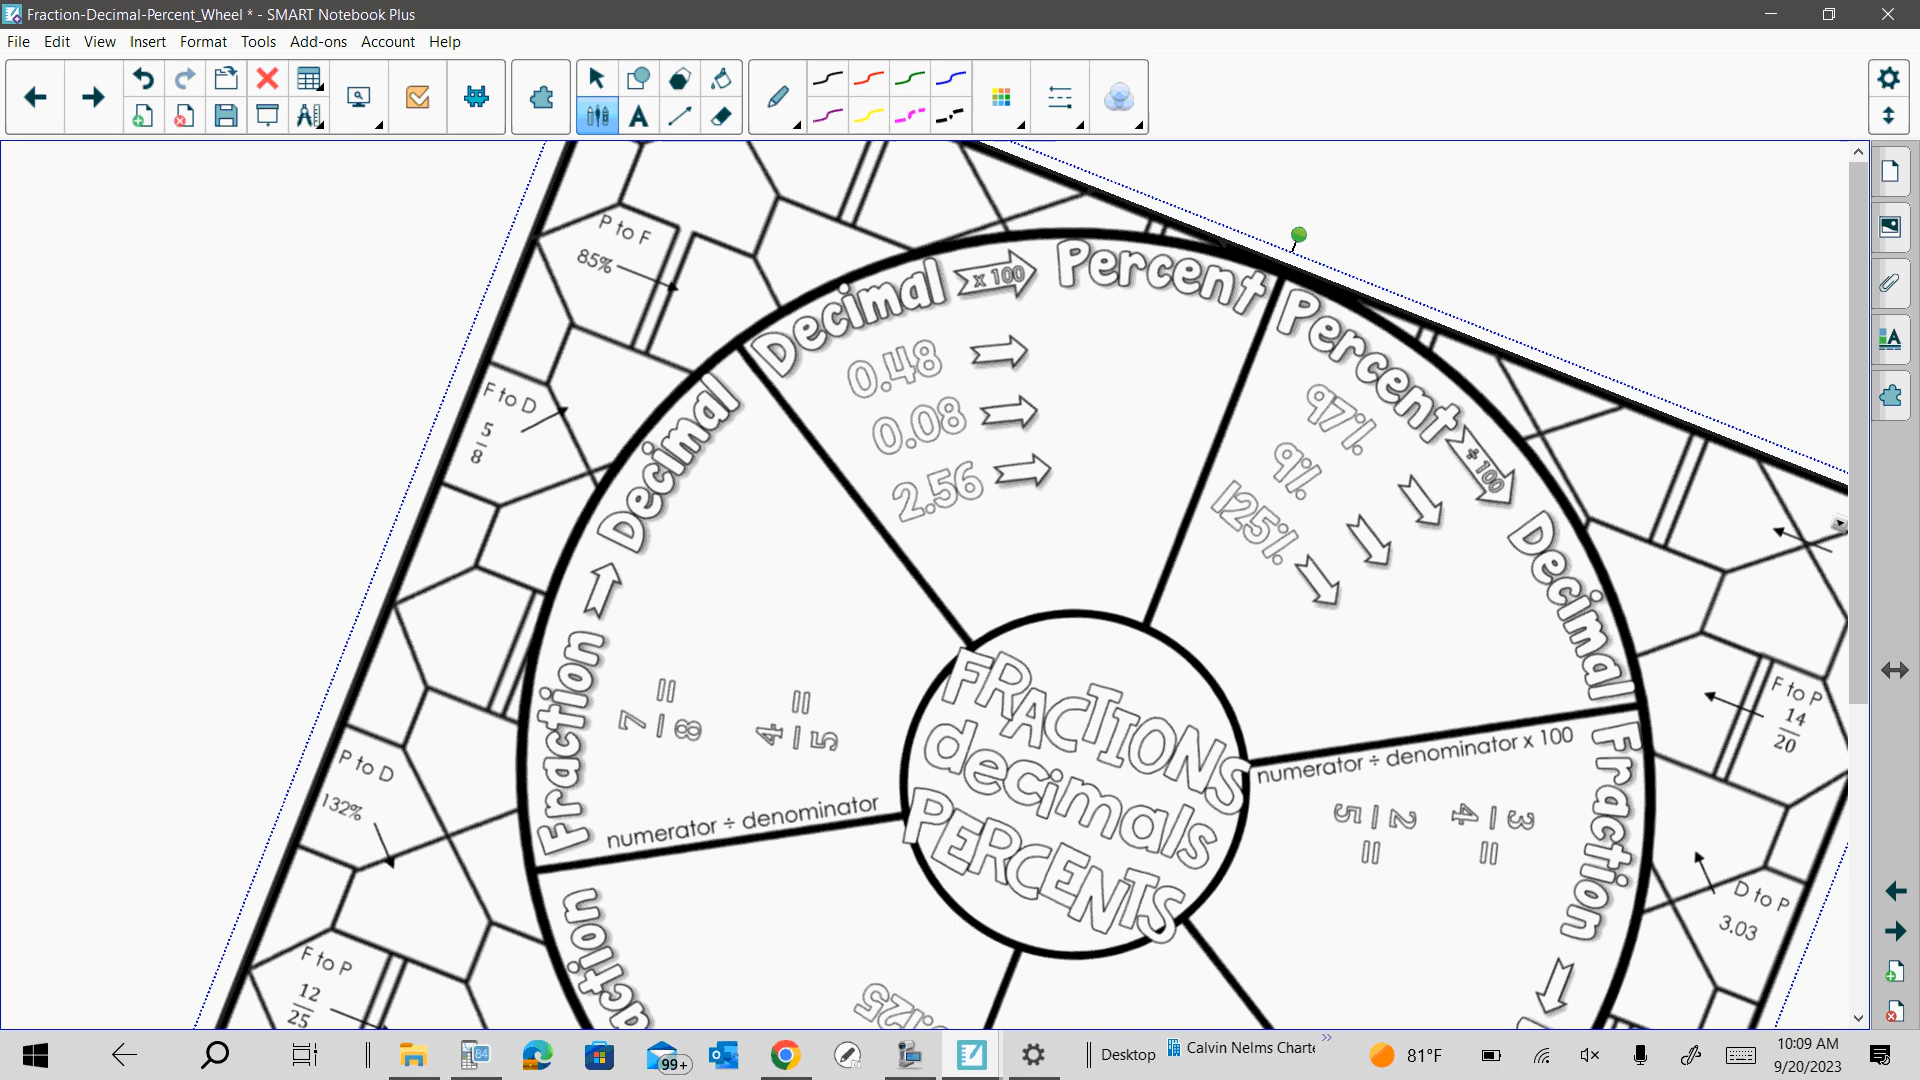 Fraction-Decimal-Percent_Wheel * - SMART Notebook Plus
File Edit View Insert Format Tools Add-ons Account Help
P to F
85%
F to D
5
8
P to D
132%
F to P
12
25
Decimal x 100 Percent
0.48
0.08
2.56
Percent ÷ 100 Decimal
97%
9%
125%
Fraction Decimal
7
8
=
4
5
=
numerator ÷ denominator
FRACTIONS
decimals
PERCENTS
numerator ÷ denominator x 100
Fraction
3
4
=
2
5
=
F to P
14
20
D to P
3.03
84
99+
Desktop
Calvin Nelms Charte
81°F
10:09 AM
9/20/2023